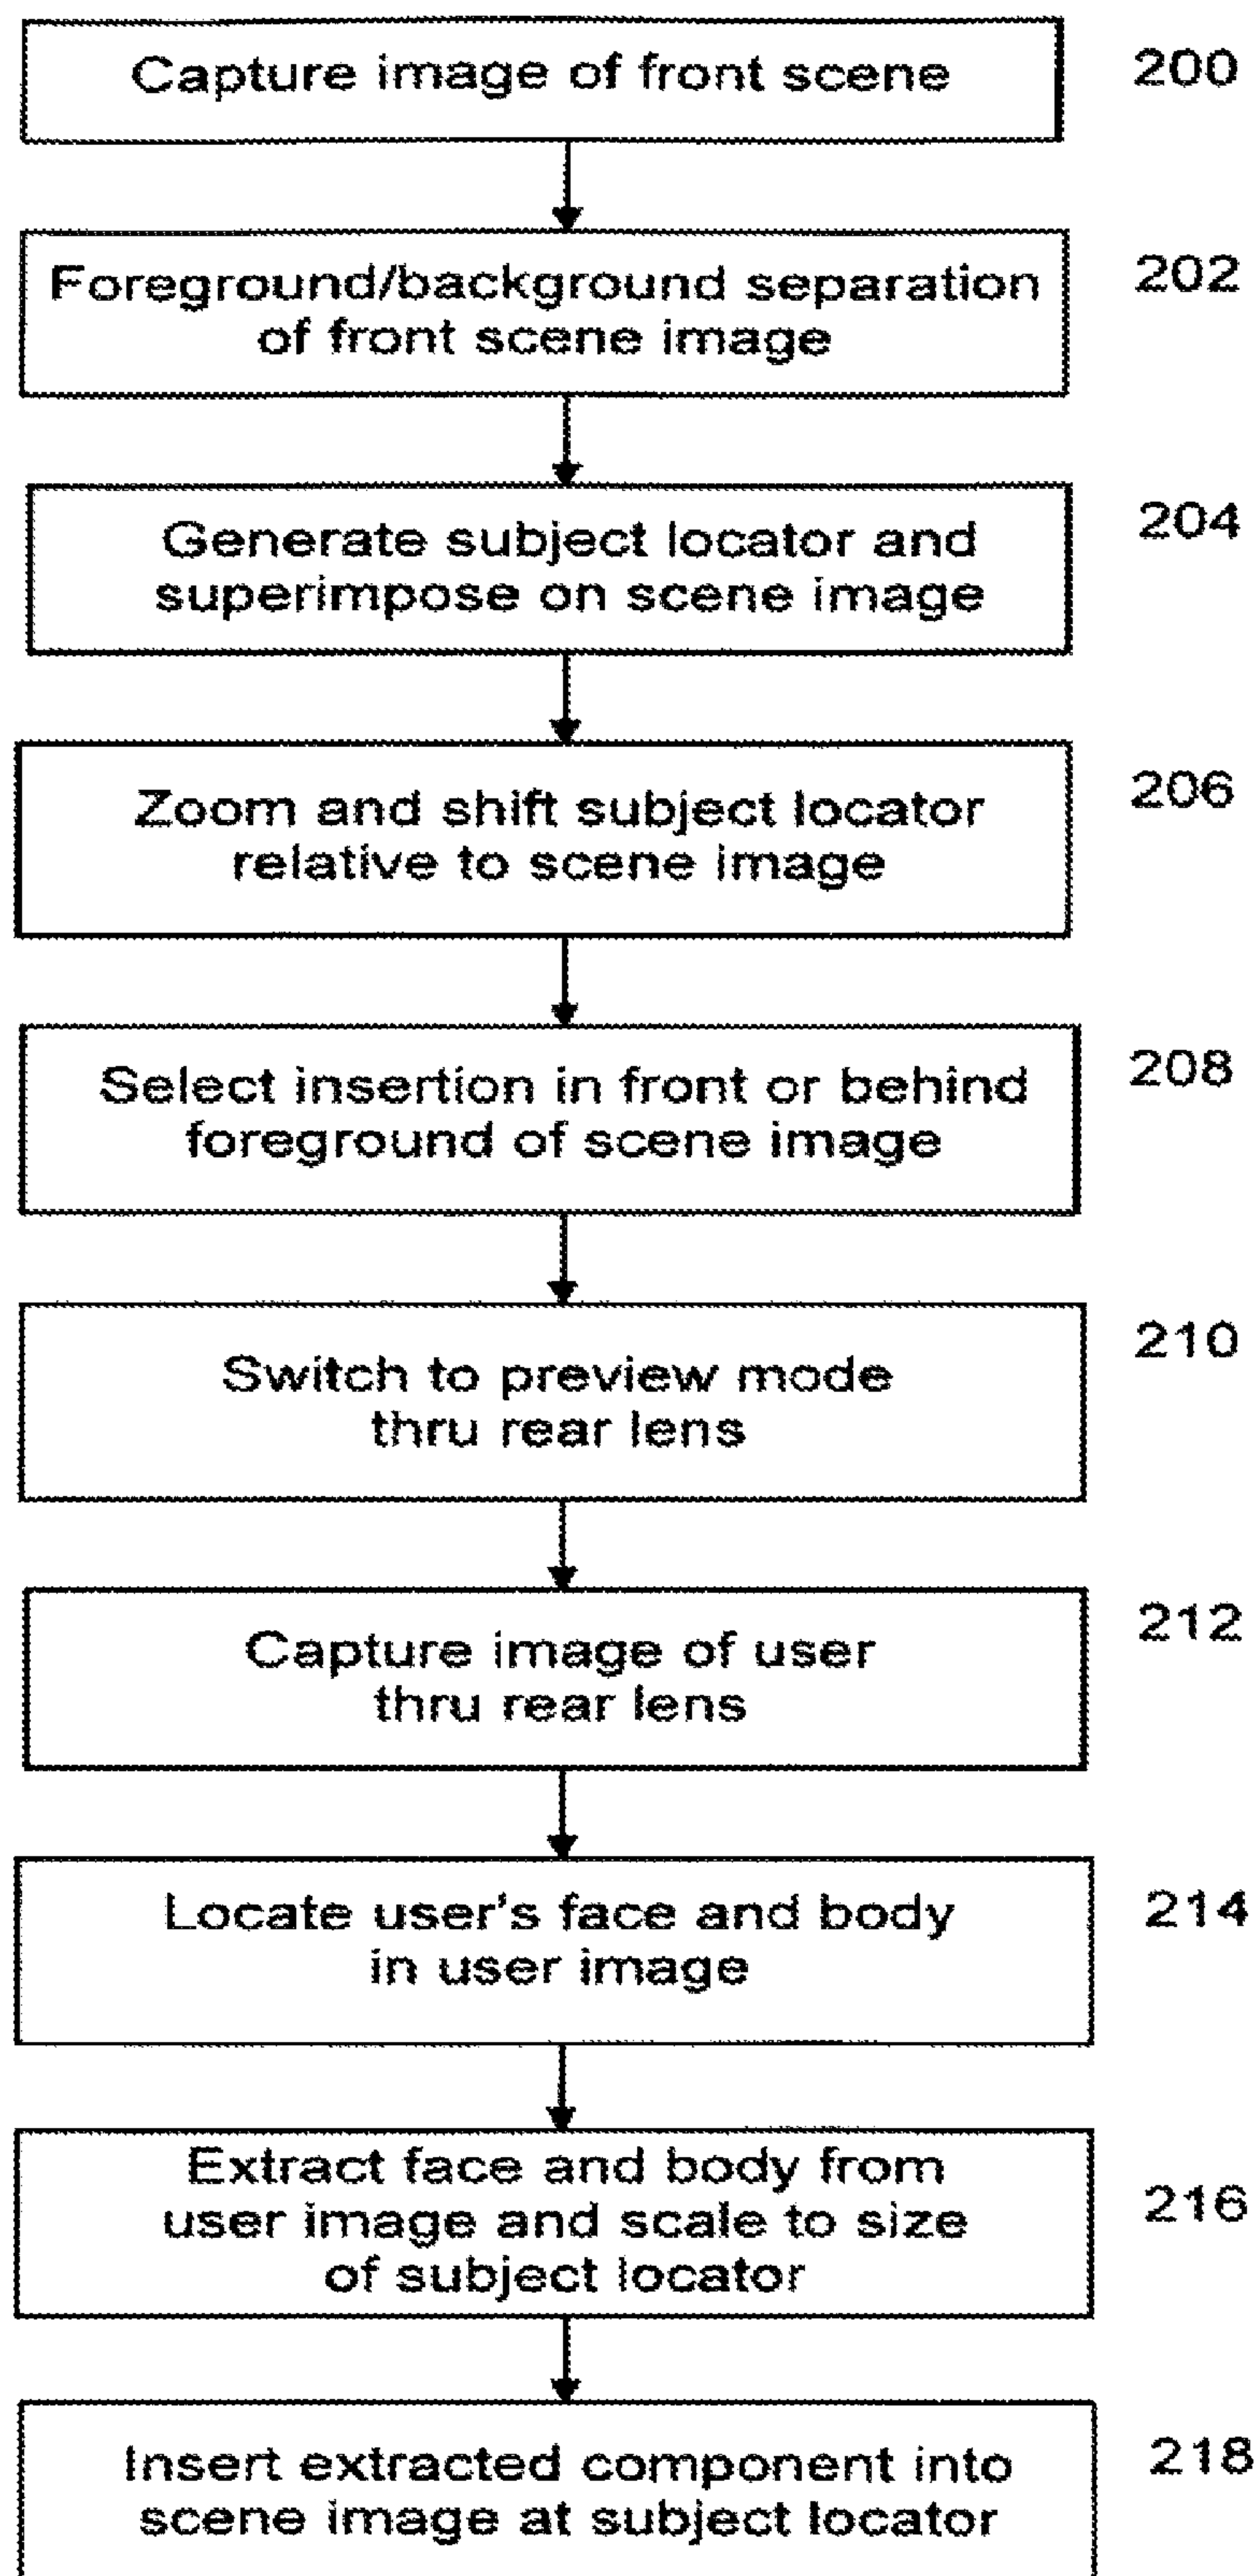 Capture image of front scene
200
Foreground/background separation
of front scene image
202
Generate subject locator and
superimpose on scene image
204
Zoom and shift subject locator
relative to scene image
206
Select insertion in front or behind
foreground of scene image
208
Switch to preview mode
thru rear lens
210
Capture image of user
thru rear lens
212
Locate user's face and body
in user image
214
Extract face and body from
user image and scale to size
of subject locator
216
Insert extracted component into
scene image at subject locator
218